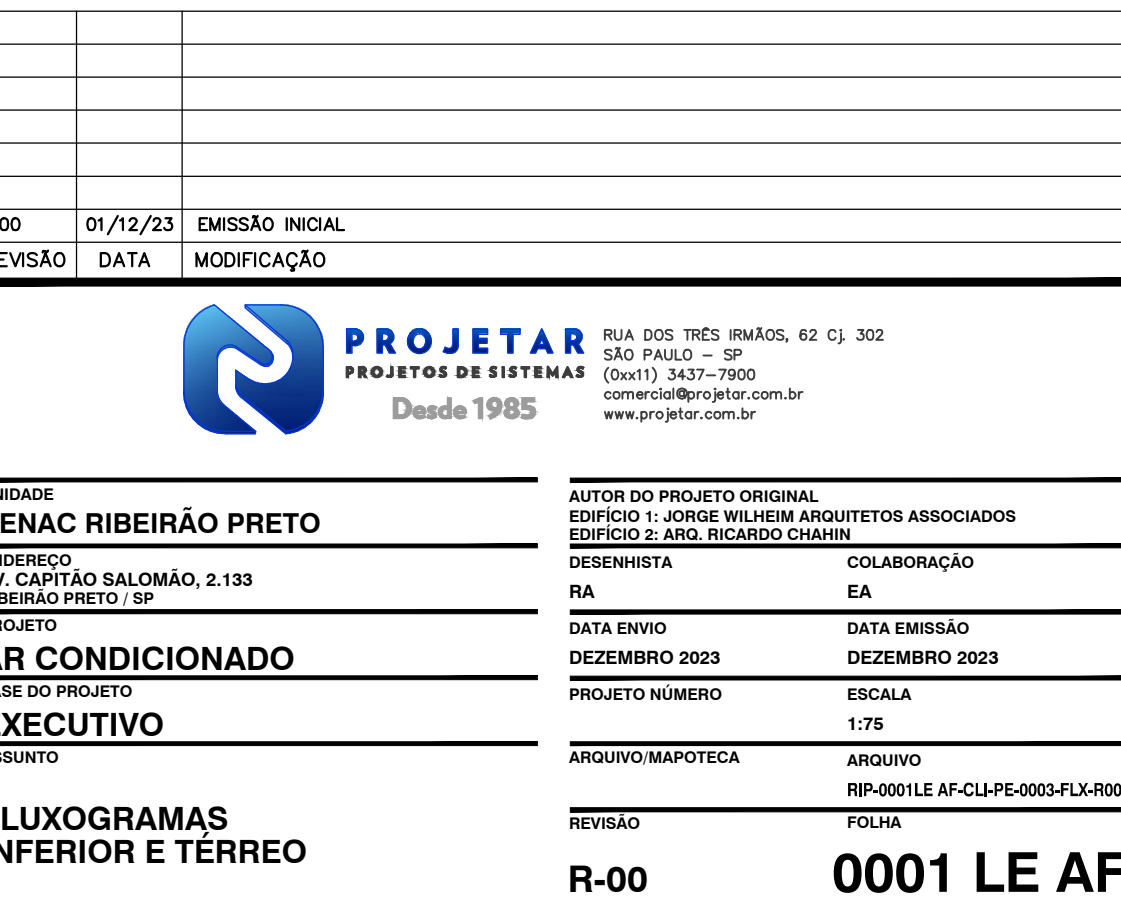 00 01/12/23 EMISSÃO INICIAL
EVISÃO DATA MODIFICAÇÃO
PROJETAR
PROJETOS DE SISTEMAS
Desde 1985
RUA DOS TRÊS IRMÃOS, 62 Cj. 302
SÃO PAULO – SP
(0xx11) 3437–7900
comercial@projetar.com.br
www.projetar.com.br
NIDADE
ENAC RIBEIRÃO PRETO
NDEREÇO
V. CAPITÃO SALOMÃO, 2.133
BEIRÃO PRETO / SP
ROJETO
AR CONDICIONADO
ASE DO PROJETO
EXECUTIVO
SSUNTO
LUXOGRAMAS
NFERIOR E TÉRREO
AUTOR DO PROJETO ORIGINAL
EDIFÍCIO 1: JORGE WILHEIM ARQUITETOS ASSOCIADOS
EDIFÍCIO 2: ARQ. RICARDO CHAHIN
DESENHISTA COLABORAÇÃO
RA EA
DATA ENVIO DATA EMISSÃO
DEZEMBRO 2023 DEZEMBRO 2023
PROJETO NÚMERO ESCALA
1:75
ARQUIVO/MAPOTECA ARQUIVO
RIP-0001LE AF-CLI-PE-0003-FLX-R00
REVISÃO FOLHA
R-00 0001 LE AF